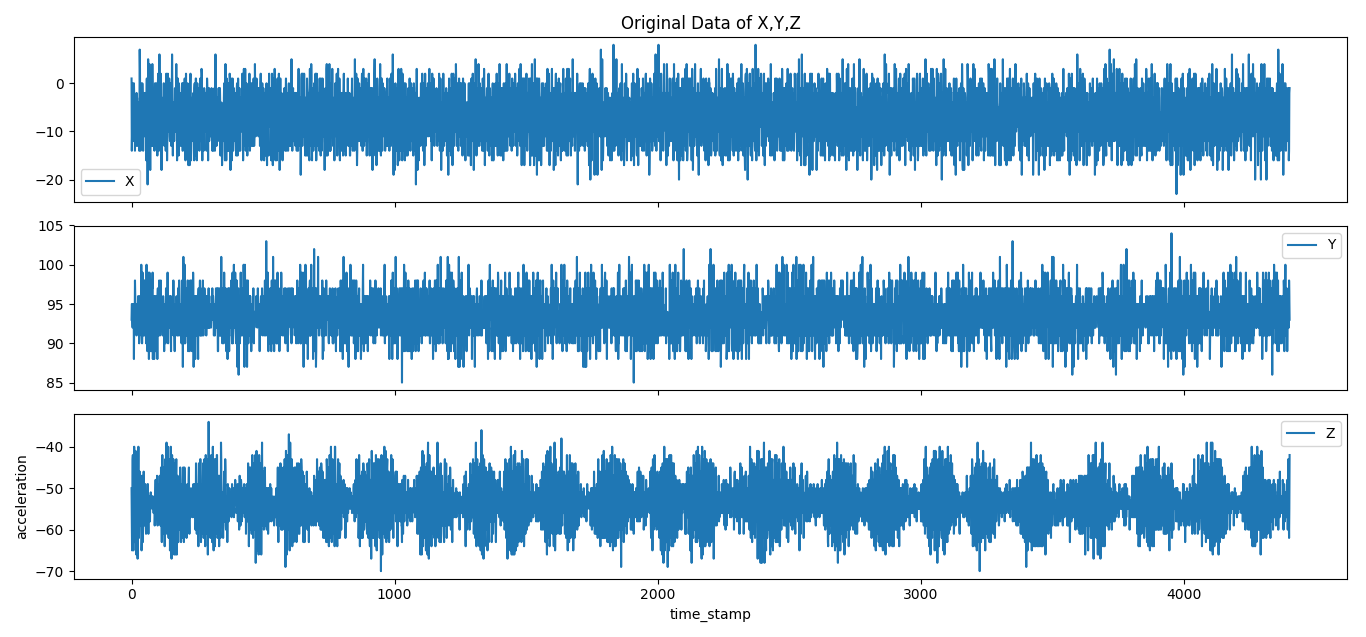 Original Data of X,Y,Z
0
−10
−20
X
105
100
95
90
85
Y
−40
−50
−60
−70
Z
acceleration
0 1000 2000 3000 4000
time_stamp